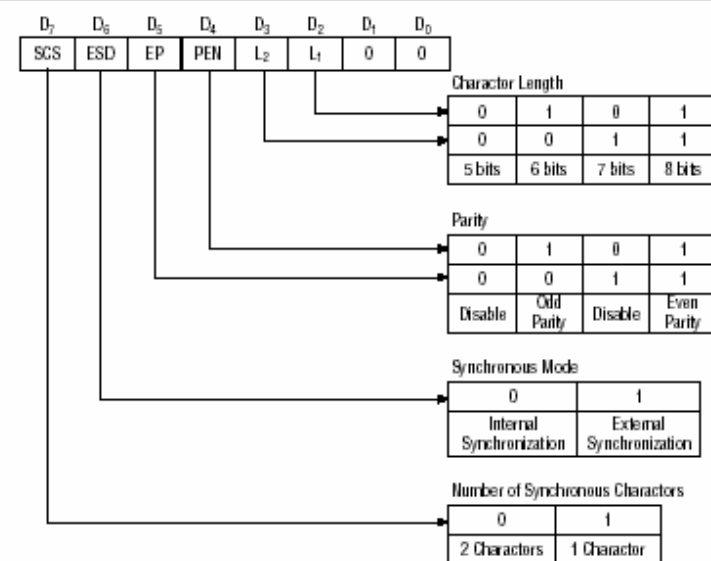 D7 D6 D5 D4 D3 D2 D1 D0
SCS ESD EP PEN L2 L1 0 0
Charactor Length
0 1 0 1
0 0 1 1
5 bits 6 bits 7 bits 8 bits
Parity
0 1 0 1
0 0 1 1
Disable Odd Parity Disable Even Parity
Synchronous Mode
0 1
Internal Synchronization External Synchronization
Number of Synchronous Charactors
0 1
2 Charactors 1 Charactor